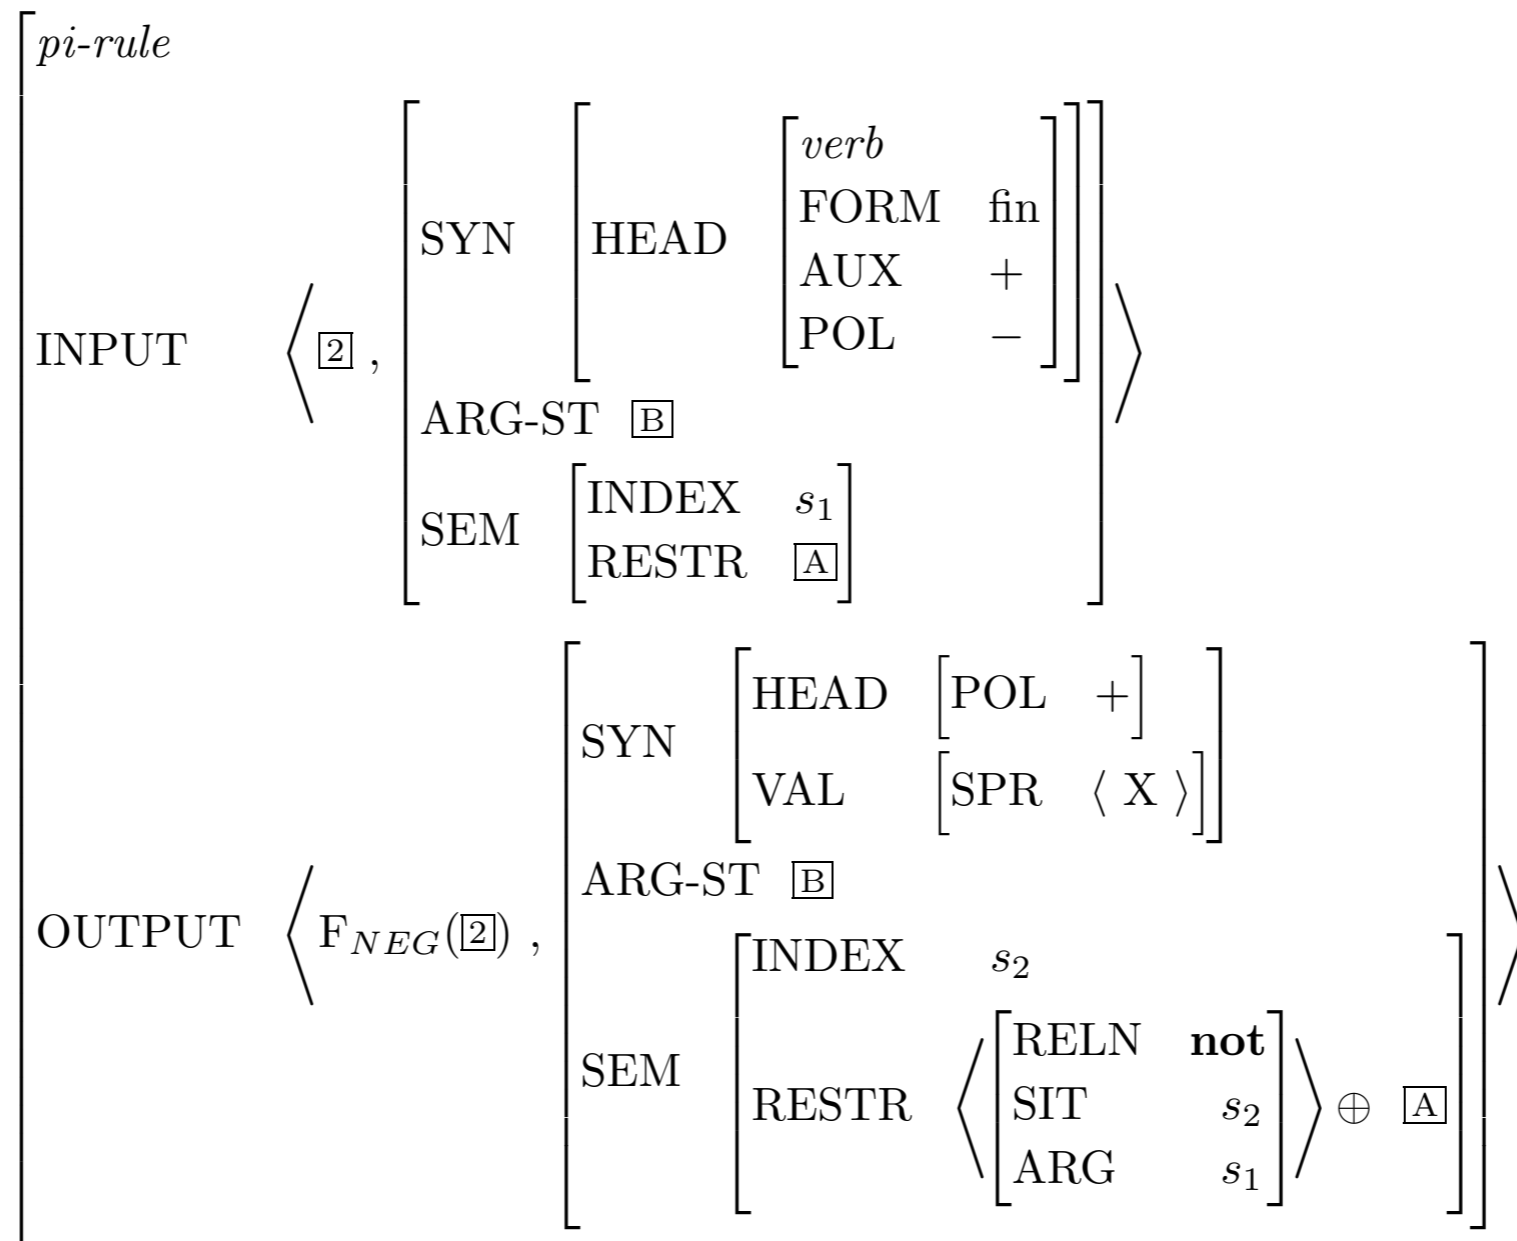 pi-rule
verb
FORM fin
AUX +
POL −
SYN HEAD
INPUT ⟨ 2 ,
ARG-ST B
INDEX s1
SEM
RESTR A
HEAD POL +
SYN
VAL SPR ⟨ X ⟩
ARG-ST B
OUTPUT ⟨ F_NEG(2) ,
INDEX s2
RELN not
SEM
RESTR ⟨ SIT s2 ⟩ ⊕ A
ARG s1